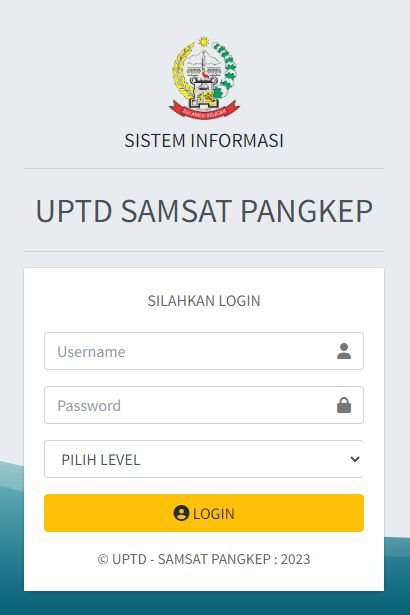 SULAWESI SELATAN
SISTEM INFORMASI
UPTD SAMSAT PANGKEP
SILAHKAN LOGIN
Username
Password
PILIH LEVEL
LOGIN
© UPTD - SAMSAT PANGKEP : 2023